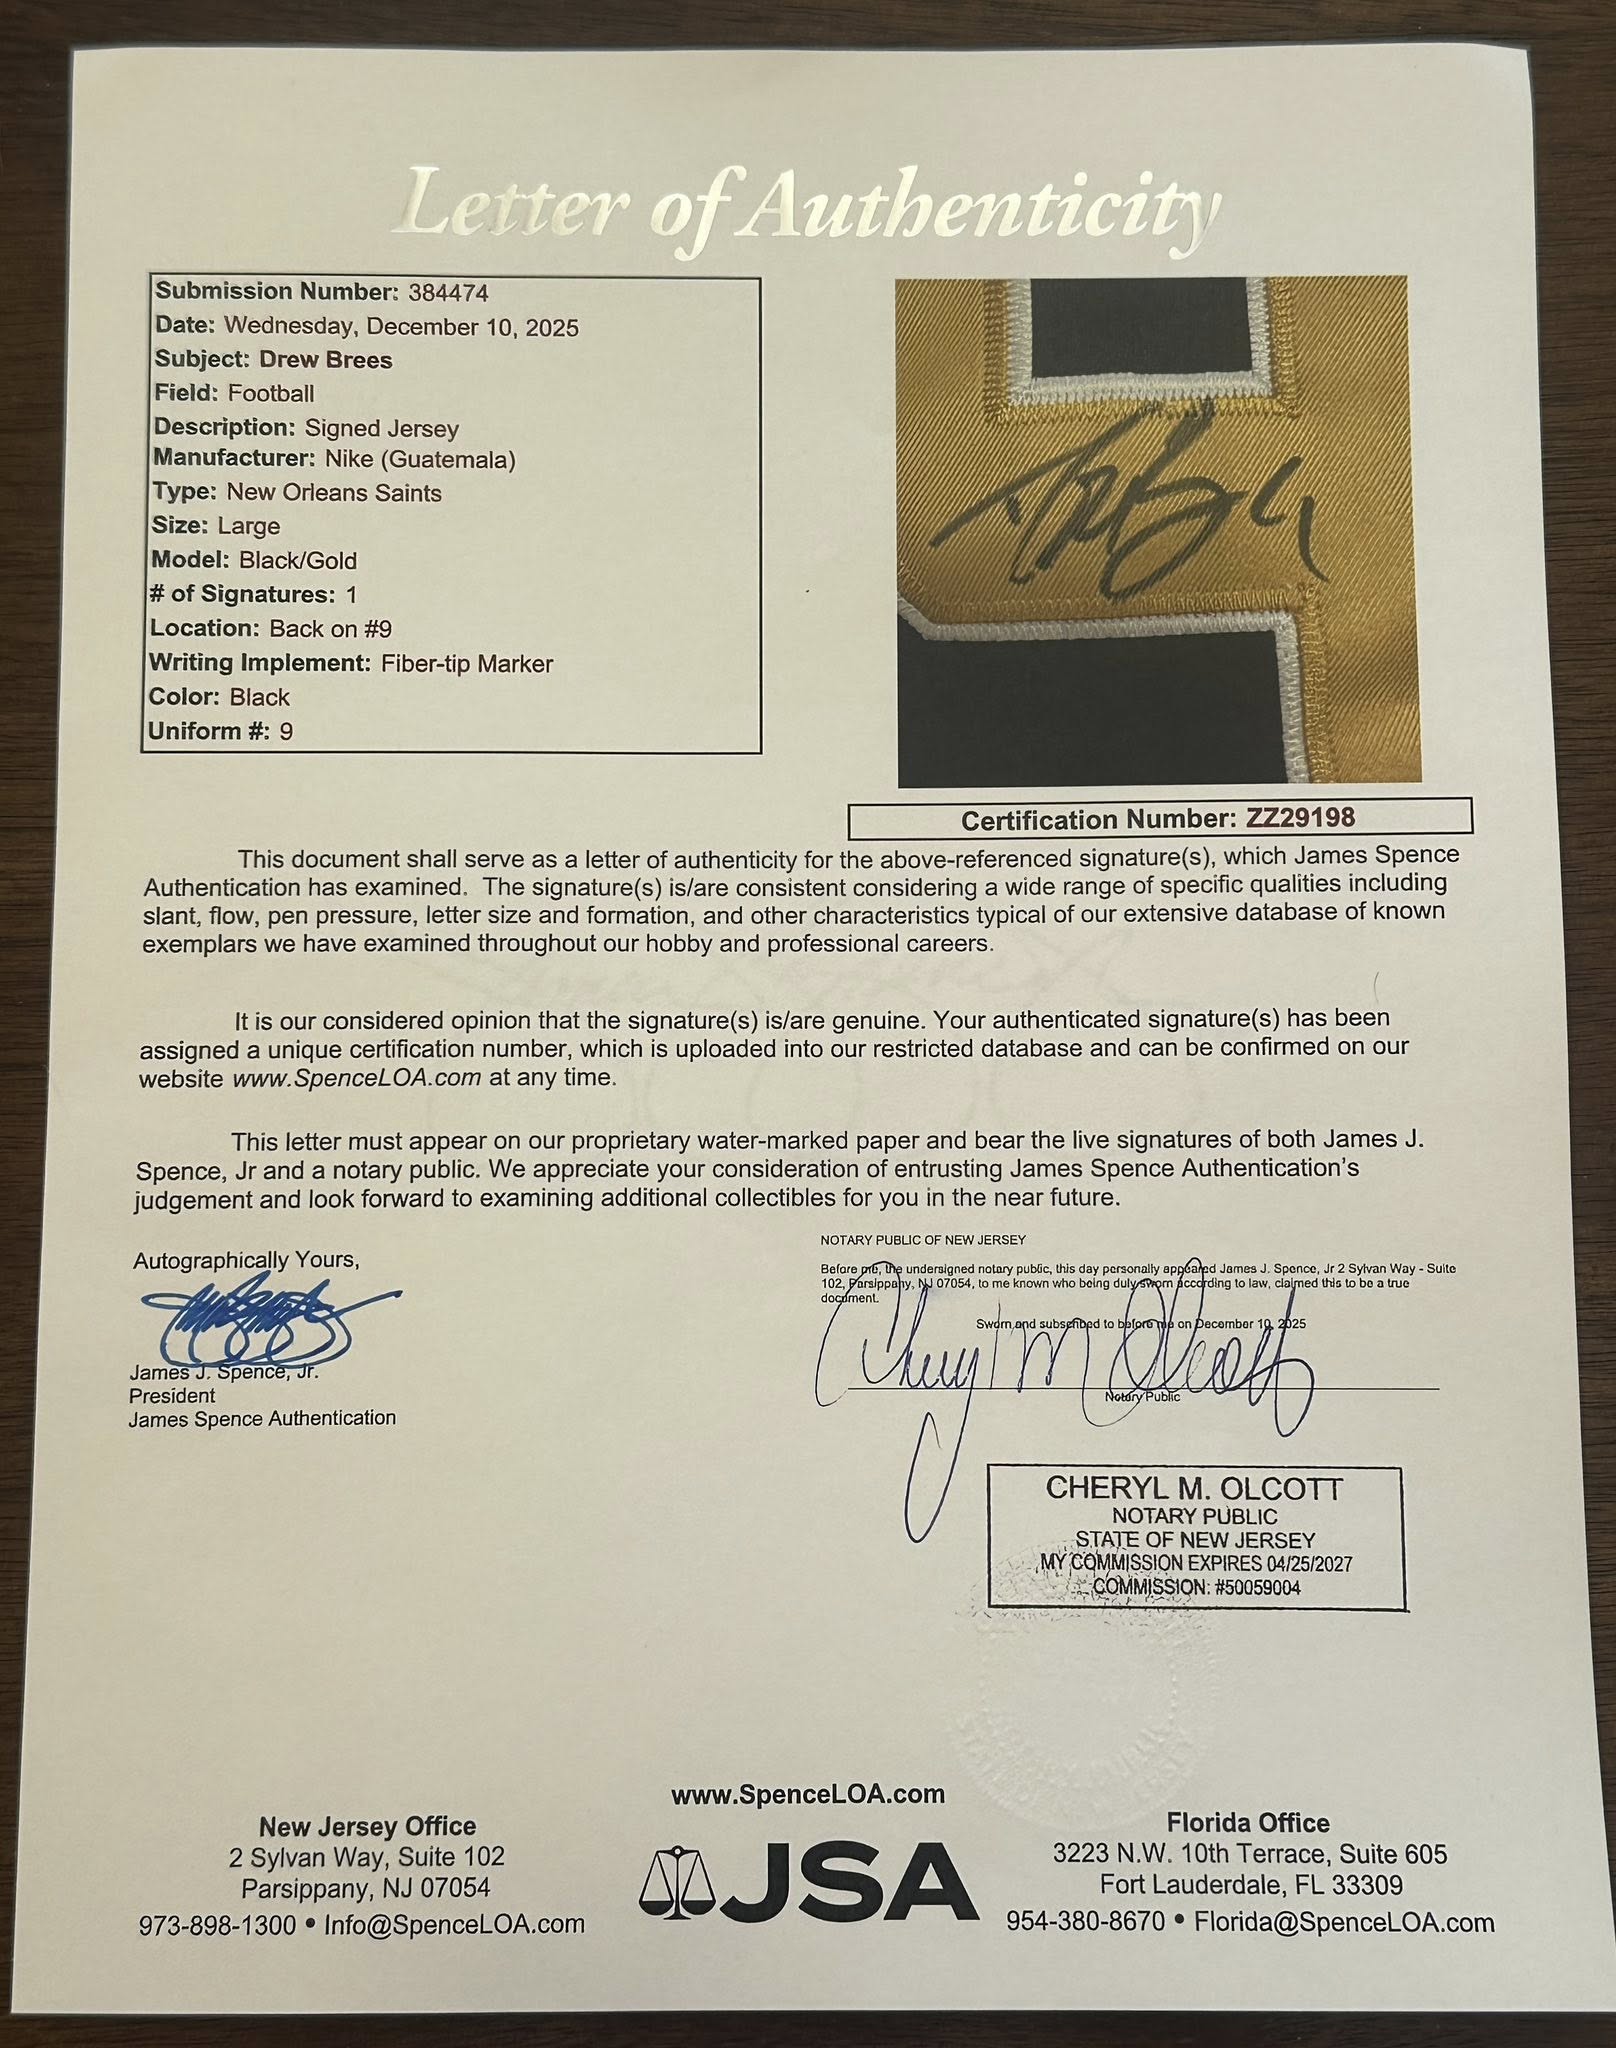 Letter of Authenticity
Submission Number: 384474
Date: Wednesday, December 10, 2025
Subject: Drew Brees
Field: Football
Description: Signed Jersey
Manufacturer: Nike (Guatemala)
Type: New Orleans Saints
Size: Large
Model: Black/Gold
# of Signatures: 1
Location: Back on #9
Writing Implement: Fiber-tip Marker
Color: Black
Uniform #: 9
Certification Number: ZZ29198
This document shall serve as a letter of authenticity for the above-referenced signature(s), which James Spence
Authentication has examined. The signature(s) is/are consistent considering a wide range of specific qualities including
slant, flow, pen pressure, letter size and formation, and other characteristics typical of our extensive database of known
exemplars we have examined throughout our hobby and professional careers.
It is our considered opinion that the signature(s) is/are genuine. Your authenticated signature(s) has been
assigned a unique certification number, which is uploaded into our restricted database and can be confirmed on our
website www.SpenceLOA.com at any time.
This letter must appear on our proprietary water-marked paper and bear the live signatures of both James J.
Spence, Jr and a notary public. We appreciate your consideration of entrusting James Spence Authentication's
judgement and look forward to examining additional collectibles for you in the near future.
Autographically Yours,
James J. Spence, Jr.
President
James Spence Authentication
NOTARY PUBLIC OF NEW JERSEY
Before me, the undersigned notary public, this day personally appeared James J. Spence, Jr 2 Sylvan Way - Suite
102, Parsippany, NJ 07054, to me known who being duly sworn according to law, claimed this to be a true
document.
Sworn and subscribed to before me on December 10, 2025
Cheryl M Olcott
Notary Public
CHERYL M. OLCOTT
NOTARY PUBLIC
STATE OF NEW JERSEY
MY COMMISSION EXPIRES 04/25/2027
COMMISSION: #50059004
www.SpenceLOA.com
New Jersey Office
2 Sylvan Way, Suite 102
Parsippany, NJ 07054
973-898-1300 • Info@SpenceLOA.com
JSA
Florida Office
3223 N.W. 10th Terrace, Suite 605
Fort Lauderdale, FL 33309
954-380-8670 • Florida@SpenceLOA.com